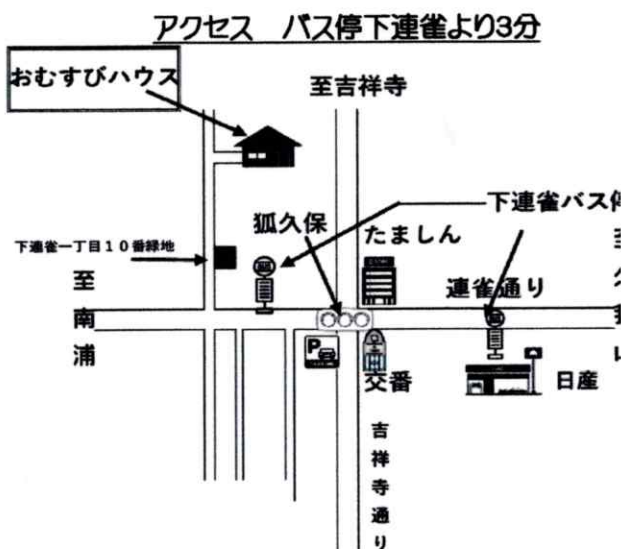 アクセス　バス停下連雀より3分
おむすびハウス
至吉祥寺
下連雀バス停
狐久保
たましん
下連雀一丁目10番緑地
連雀通り
至南浦
P
交番
日産
吉祥寺通り